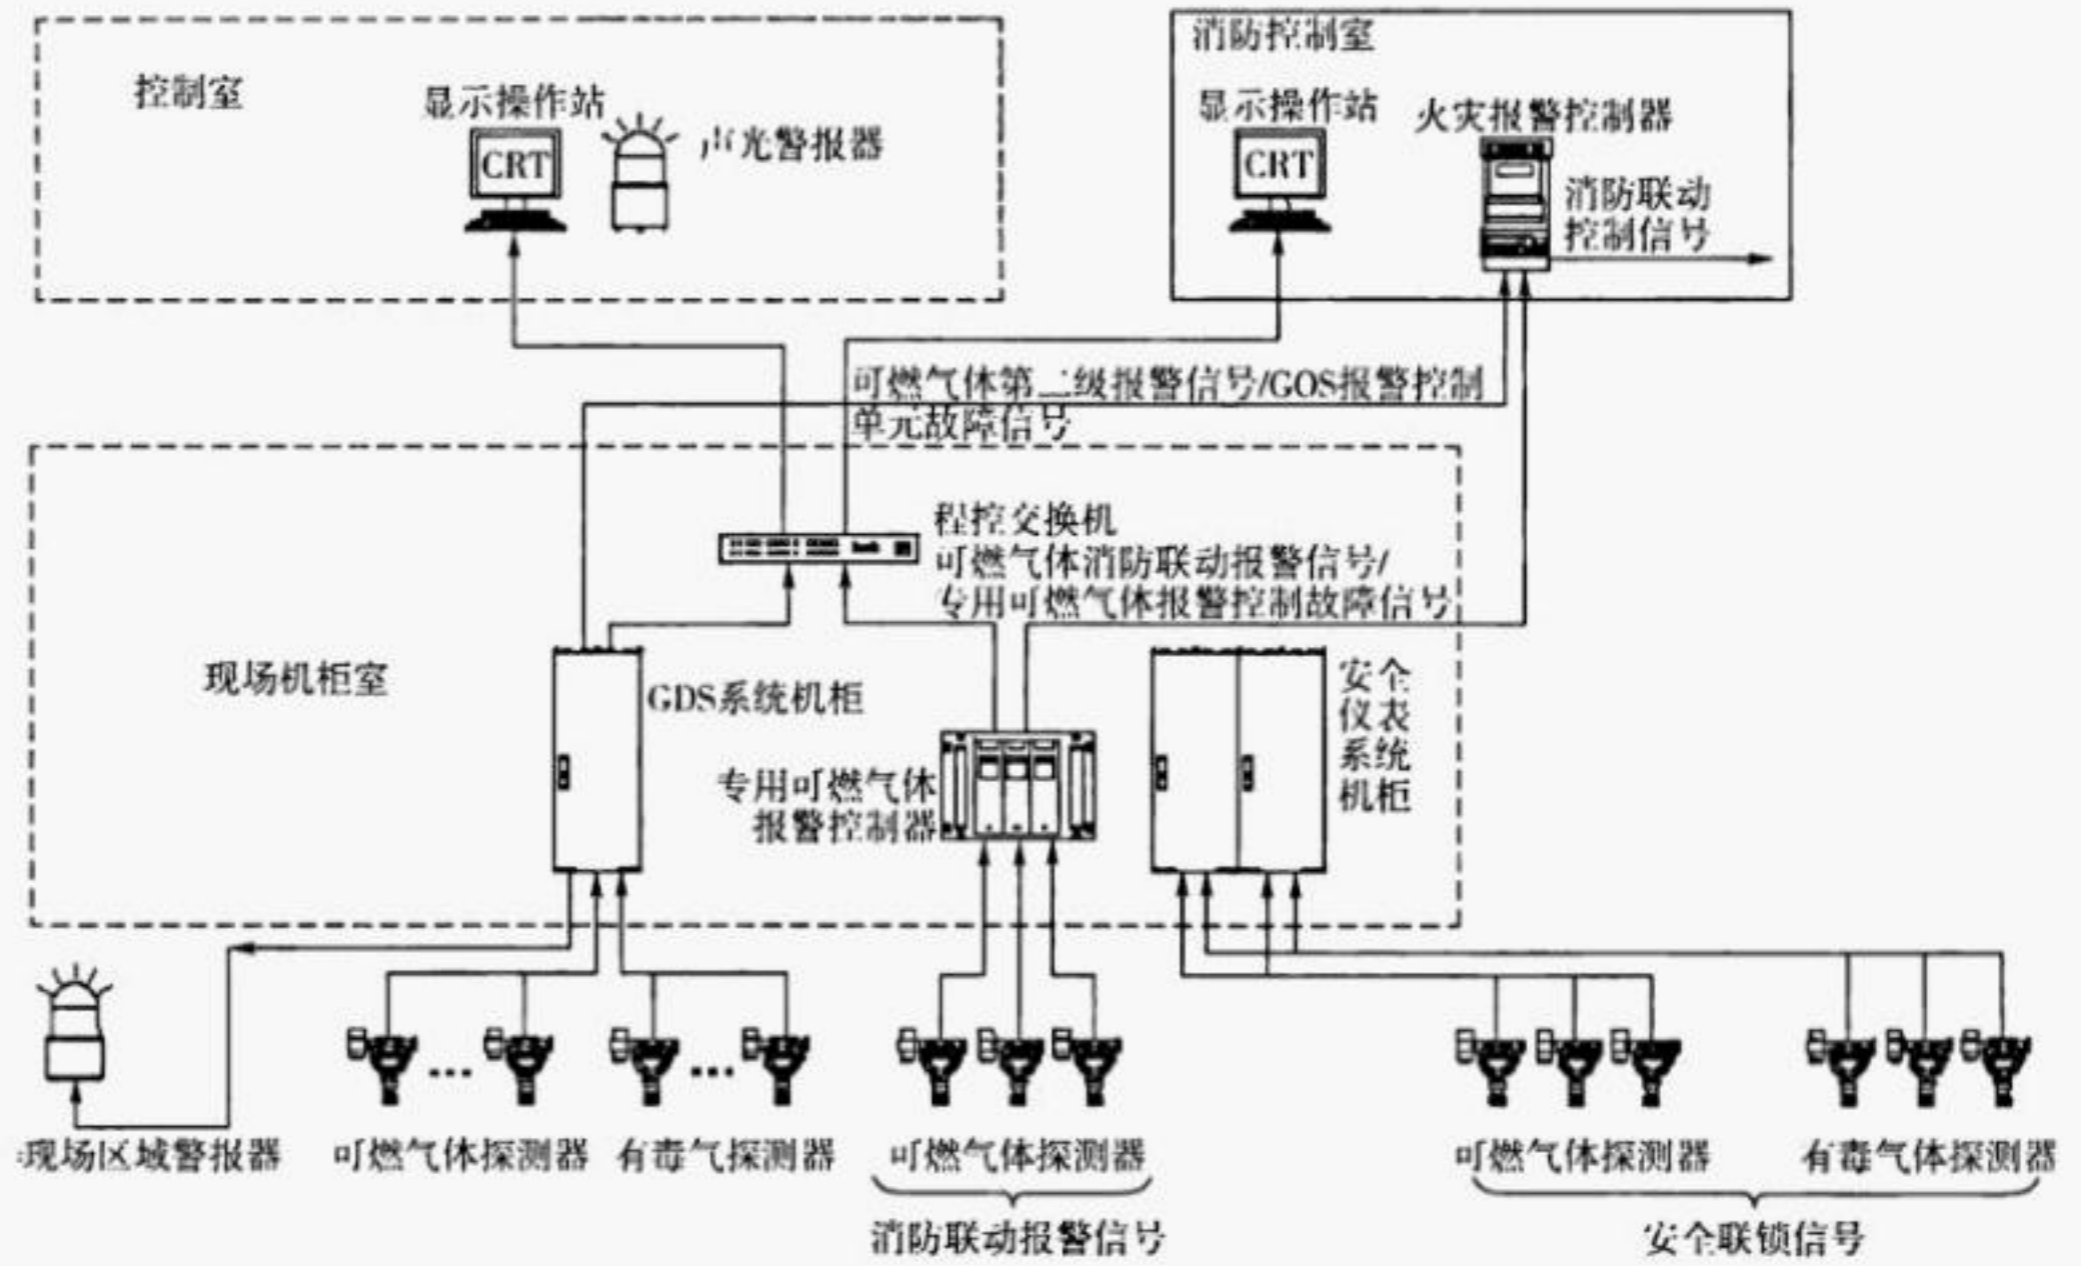 控制室
显示操作站
CRT
声光警报器
消防控制室
显示操作站
CRT
火灾报警控制器
消防联动
控制信号
可燃气体第二级报警信号/GOS报警控制
单元故障信号
程控交换机
可燃气体消防联动报警信号/
专用可燃气体报警控制故障信号
现场机柜室
GDS系统机柜
专用可燃气体
报警控制器
安全
仪表
系统
机柜
现场区域警报器
可燃气体探测器
有毒气探测器
可燃气体探测器
可燃气体探测器
有毒气体探测器
消防联动报警信号
安全联锁信号